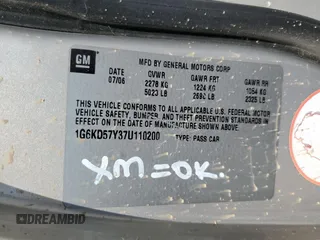 GM
MFD BY GENERAL MOTORS CORP
07/06 GVWR GAWR FRT GAWR RR
2278 KG 1224 KG 1054 KG
5023 LB 2698 LB 2325 LB
THIS VEHICLE CONFORMS TO ALL APPLICABLE U.S. FEDERAL MOTOR
VEHICLE SAFETY, BUMPER, AND THEFT PREVENTION STANDARDS
IN EFFECT ON THE DATE OF MANUFACTURE SHOWN ABOVE.
1G6KD57Y37U110200 TYPE: PASS CAR
XM=OK.
DREAMBID